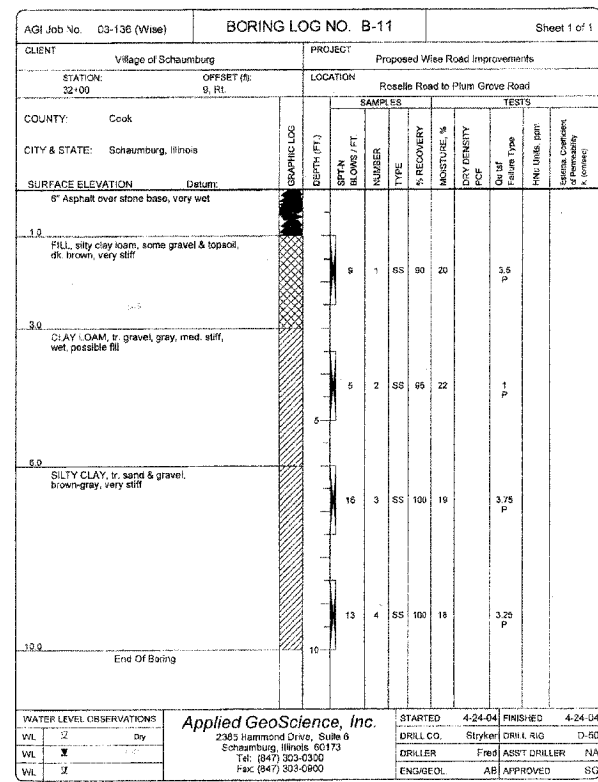 AGI Job No. 03-136 (Wise)
BORING LOG NO. B-11
Sheet 1 of 1
CLIENT
Village of Schaumburg
PROJECT
Proposed Wise Road Improvements
STATION:
32+00
OFFSET (ft):
9, Rt.
LOCATION
Roselle Road to Plum Grove Road
COUNTY: Cook
CITY & STATE: Schaumburg, Illinois
SURFACE ELEVATION Datum:
GRAPHIC LOG
DEPTH (FT.)
SAMPLES
TESTS
SPT-N
BLOWS / FT.
NUMBER
TYPE
% RECOVERY
MOISTURE, %
DRY DENSITY
PCF
Qu tsf
Failure Type
HNU Units, ppm
Estema. Coefficient
of Permeability
k. (cm/sec)
6" Asphalt over stone base, very wet
1.0
FILL, silty clay loam, some gravel & topsoil,
dk. brown, very stiff
9 1 SS 90 20 3.5
P
3.0
CLAY LOAM, tr. gravel, gray, med. stiff,
wet, possible fill
5 2 SS 95 22 1
P
5
6.0
SILTY CLAY, tr. sand & gravel,
brown-gray, very stiff
16 3 SS 100 19 3.75
P
13 4 SS 100 18 3.25
P
10.0
10
End Of Boring
WATER LEVEL OBSERVATIONS
WL Dry
WL
WL
Applied GeoScience, Inc.
2385 Hammond Drive, Suite 6
Schaumburg, Illinois 60173
Tel: (847) 303-0300
Fax: (847) 303-0900
STARTED 4-24-04 FINISHED 4-24-04
DRILL CO. Stryker DRILL RIG D-50
DRILLER Fred ASS'T DRILLER NA
ENG/GEOL. AB APPROVED SG